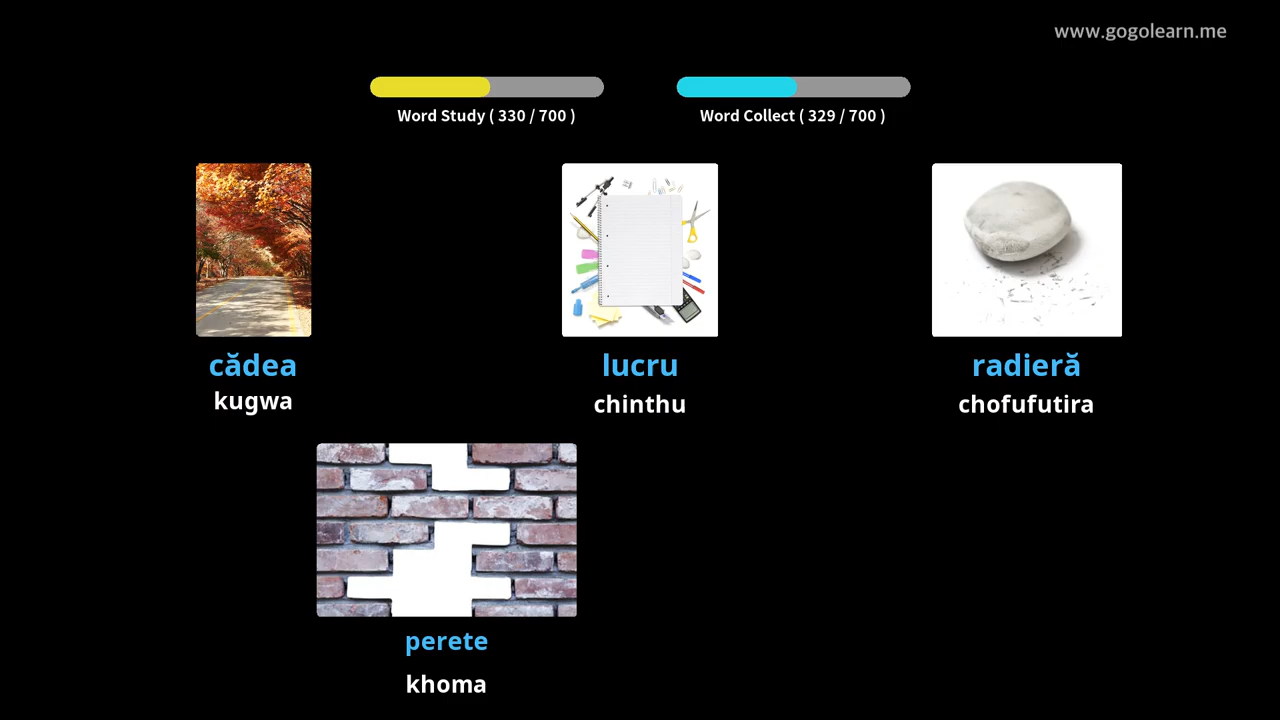 www.gogolearn.me
Word Study ( 330 / 700 )
Word Collect ( 329 / 700 )
cădea
kugwa
lucru
chinthu
radieră
chofufutira
perete
khoma